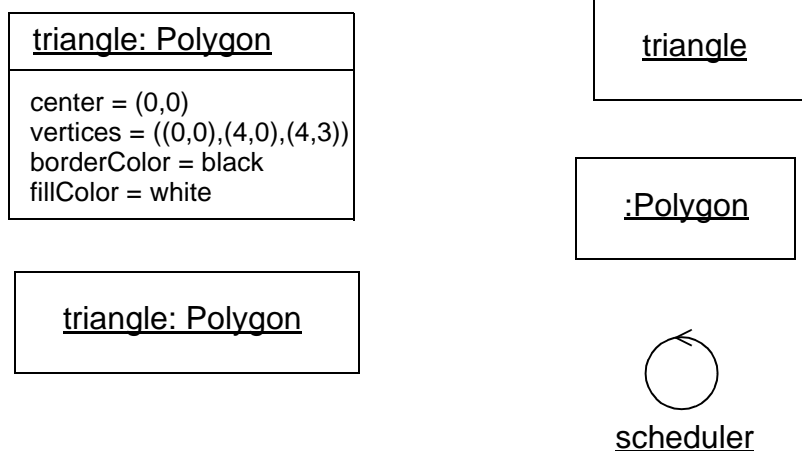 triangle: Polygon
center = (0,0)
vertices = ((0,0),(4,0),(4,3))
borderColor = black
fillColor = white
triangle: Polygon
triangle
:Polygon
scheduler